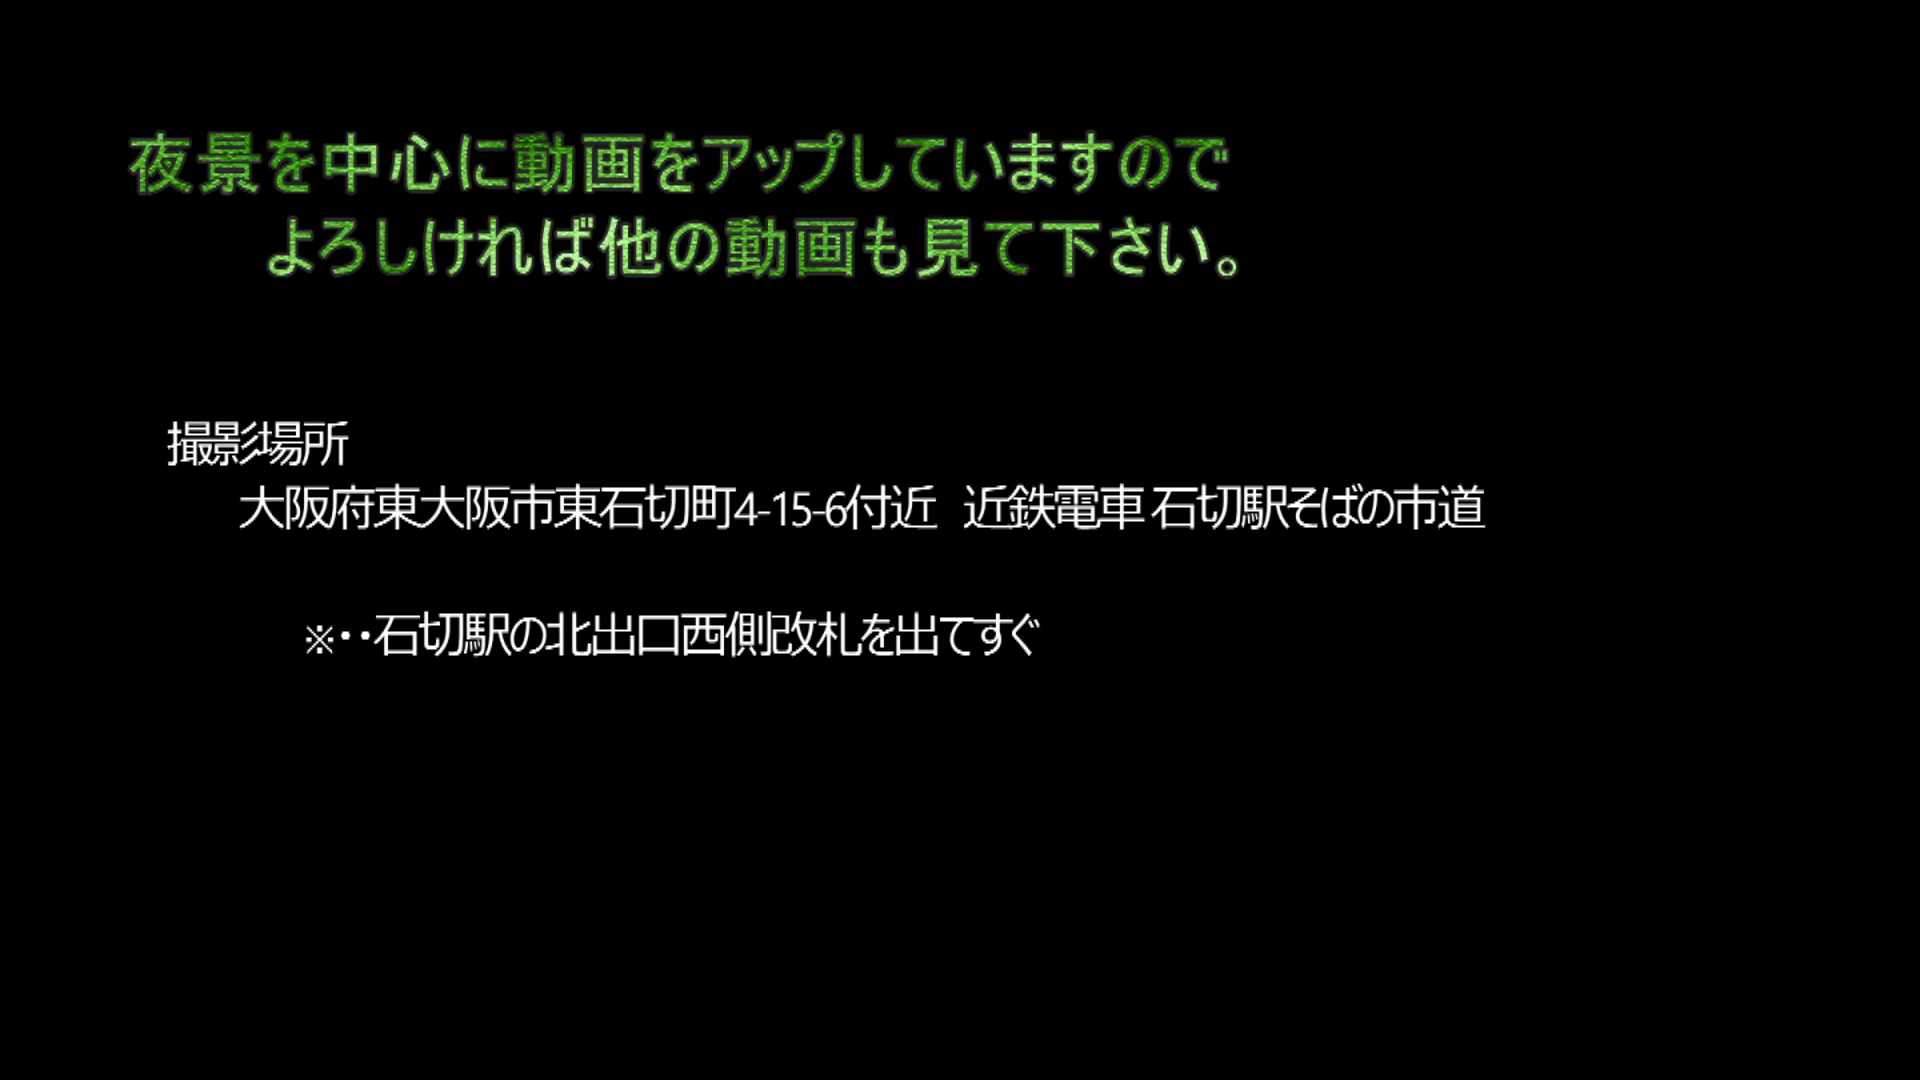 夜景を中心に動画をアップしていますので
よろしければ他の動画も見て下さい。
撮影場所
大阪府東大阪市東石切町4-15-6付近　近鉄電車 石切駅そばの市道
※・・石切駅の北出口西側改札を出てすぐ